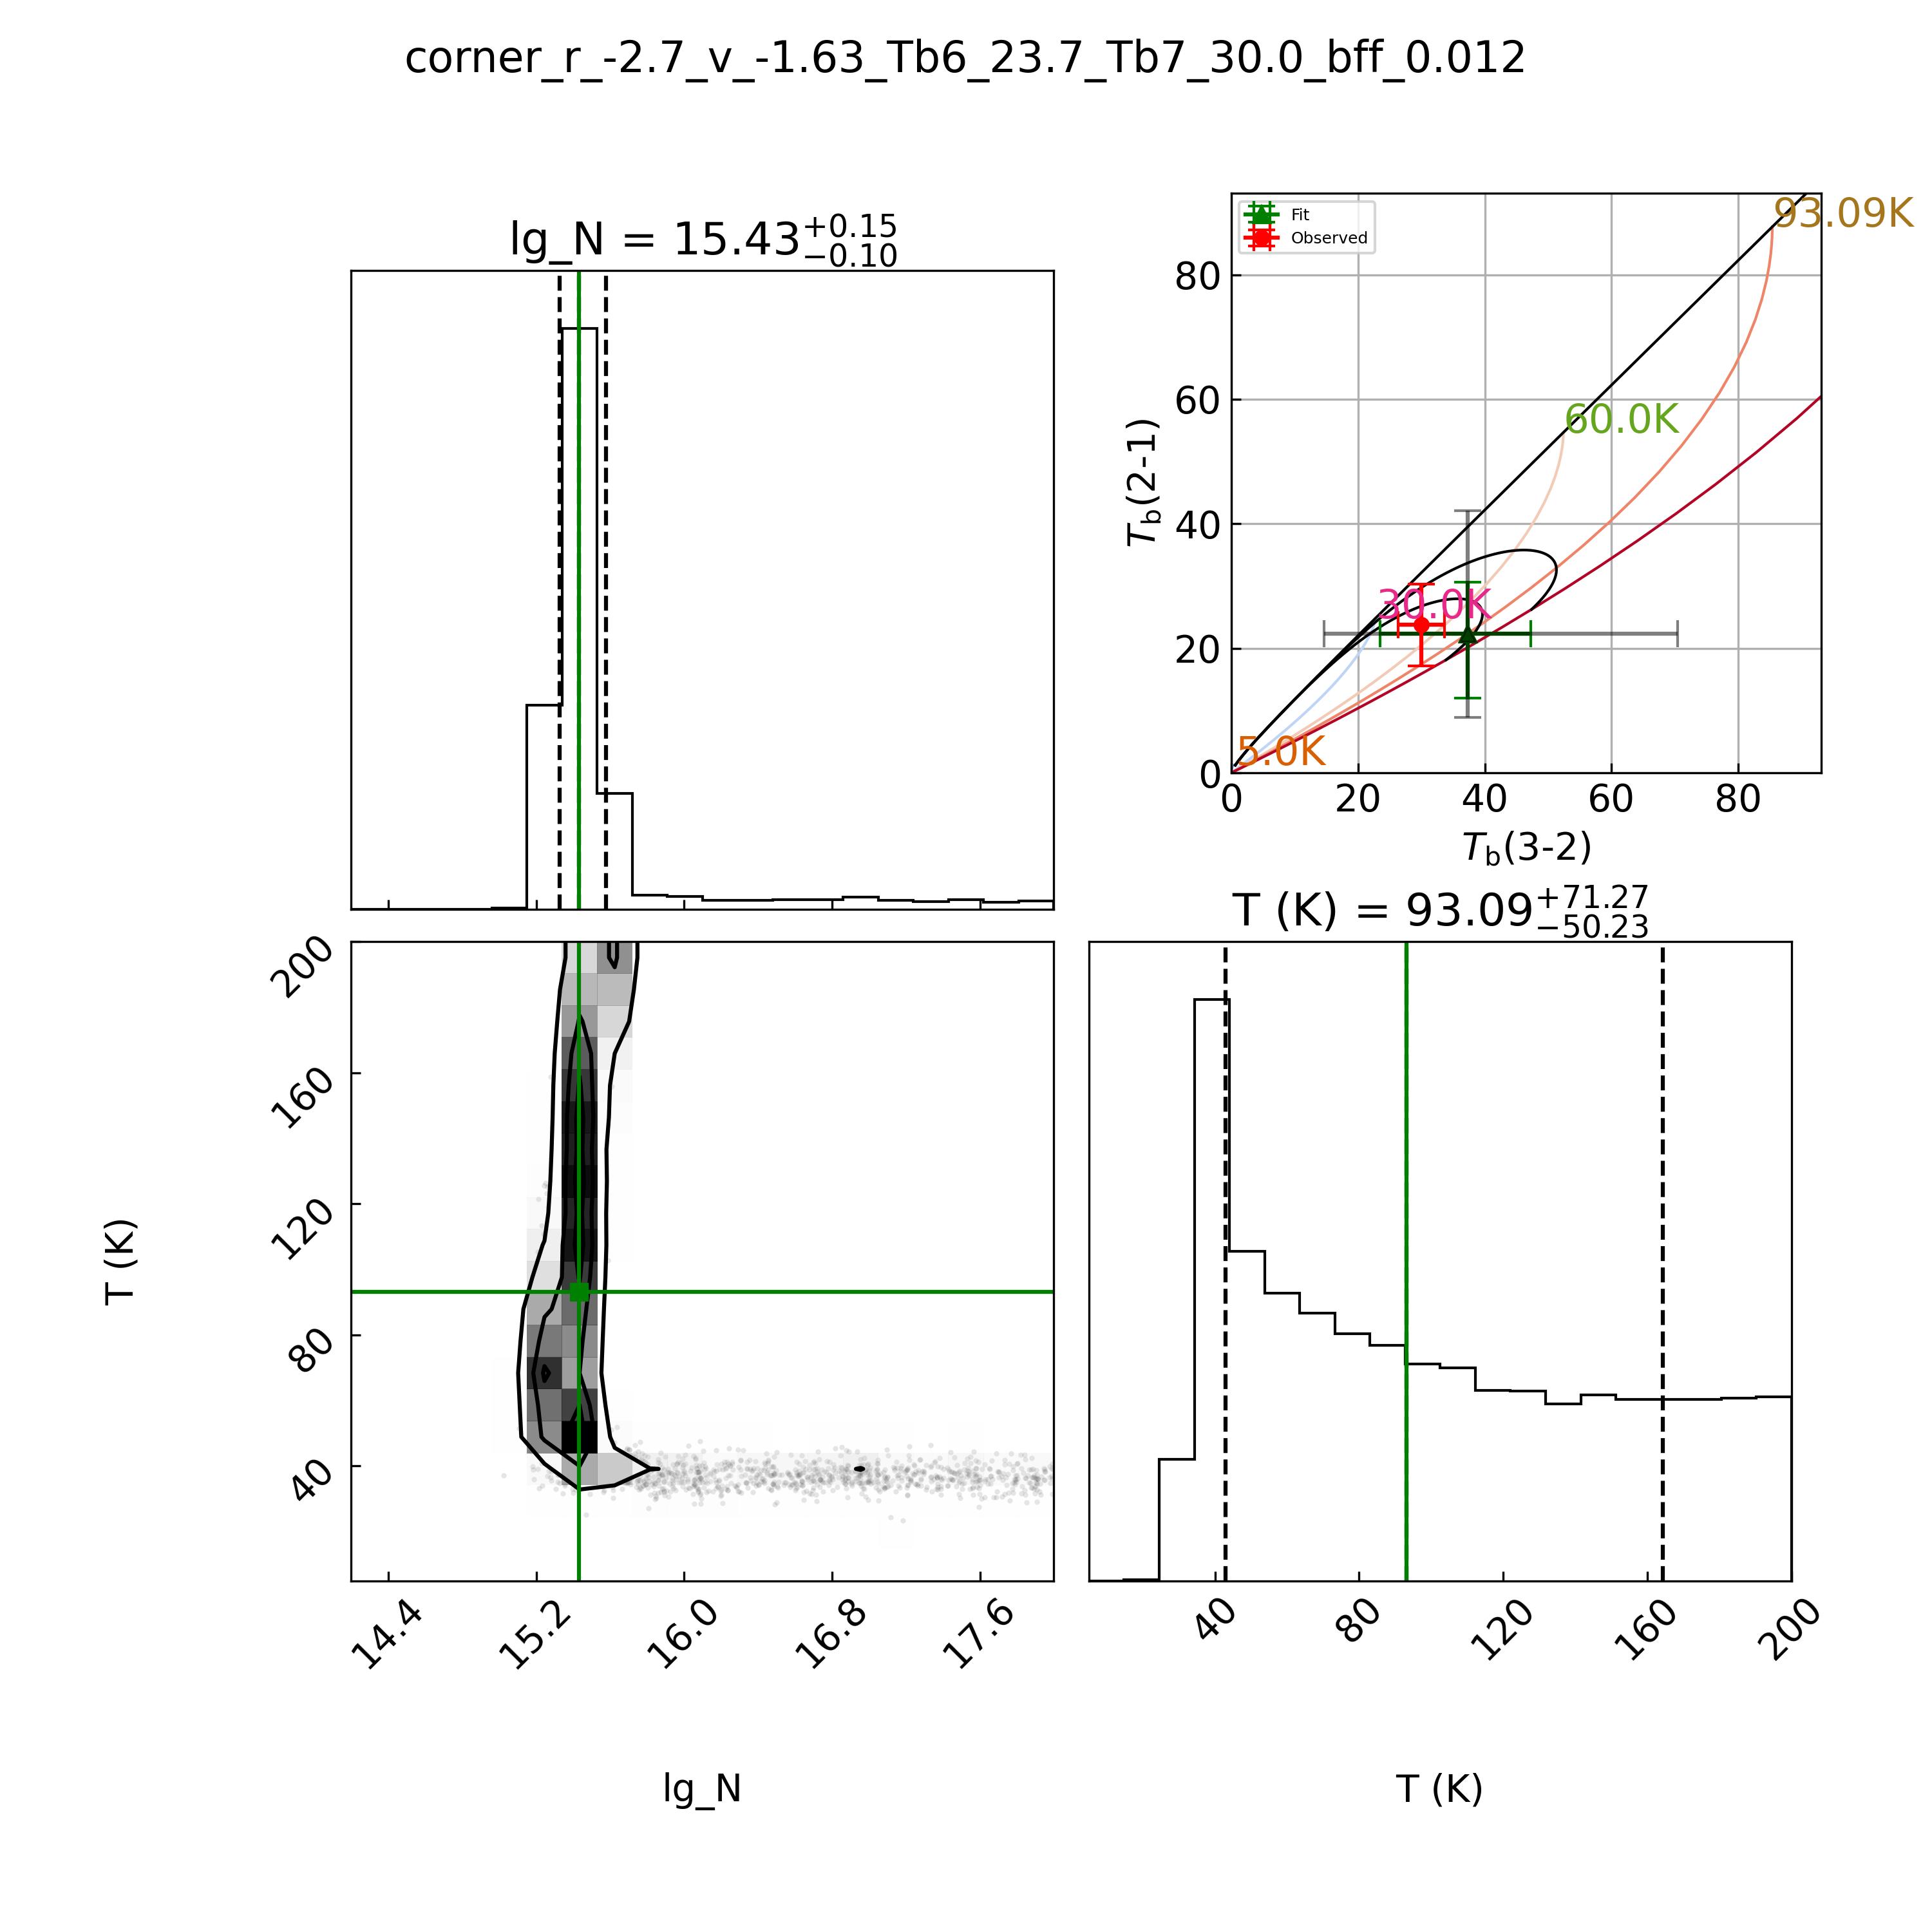 corner_r_-2.7_v_-1.63_Tb6_23.7_Tb7_30.0_bff_0.012
lg_N = 15.43+0.15−0.10
Fit
Observed
93.09K
60.0K
30.0K
5.0K
80
60
40
20
0
Tb(2-1)
0 20 40 60 80
Tb(3-2)
T (K) = 93.09+71.27−50.23
200
160
120
80
40
T (K)
14.4 15.2 16.0 16.8 17.6
lg_N
40 80 120 160 200
T (K)